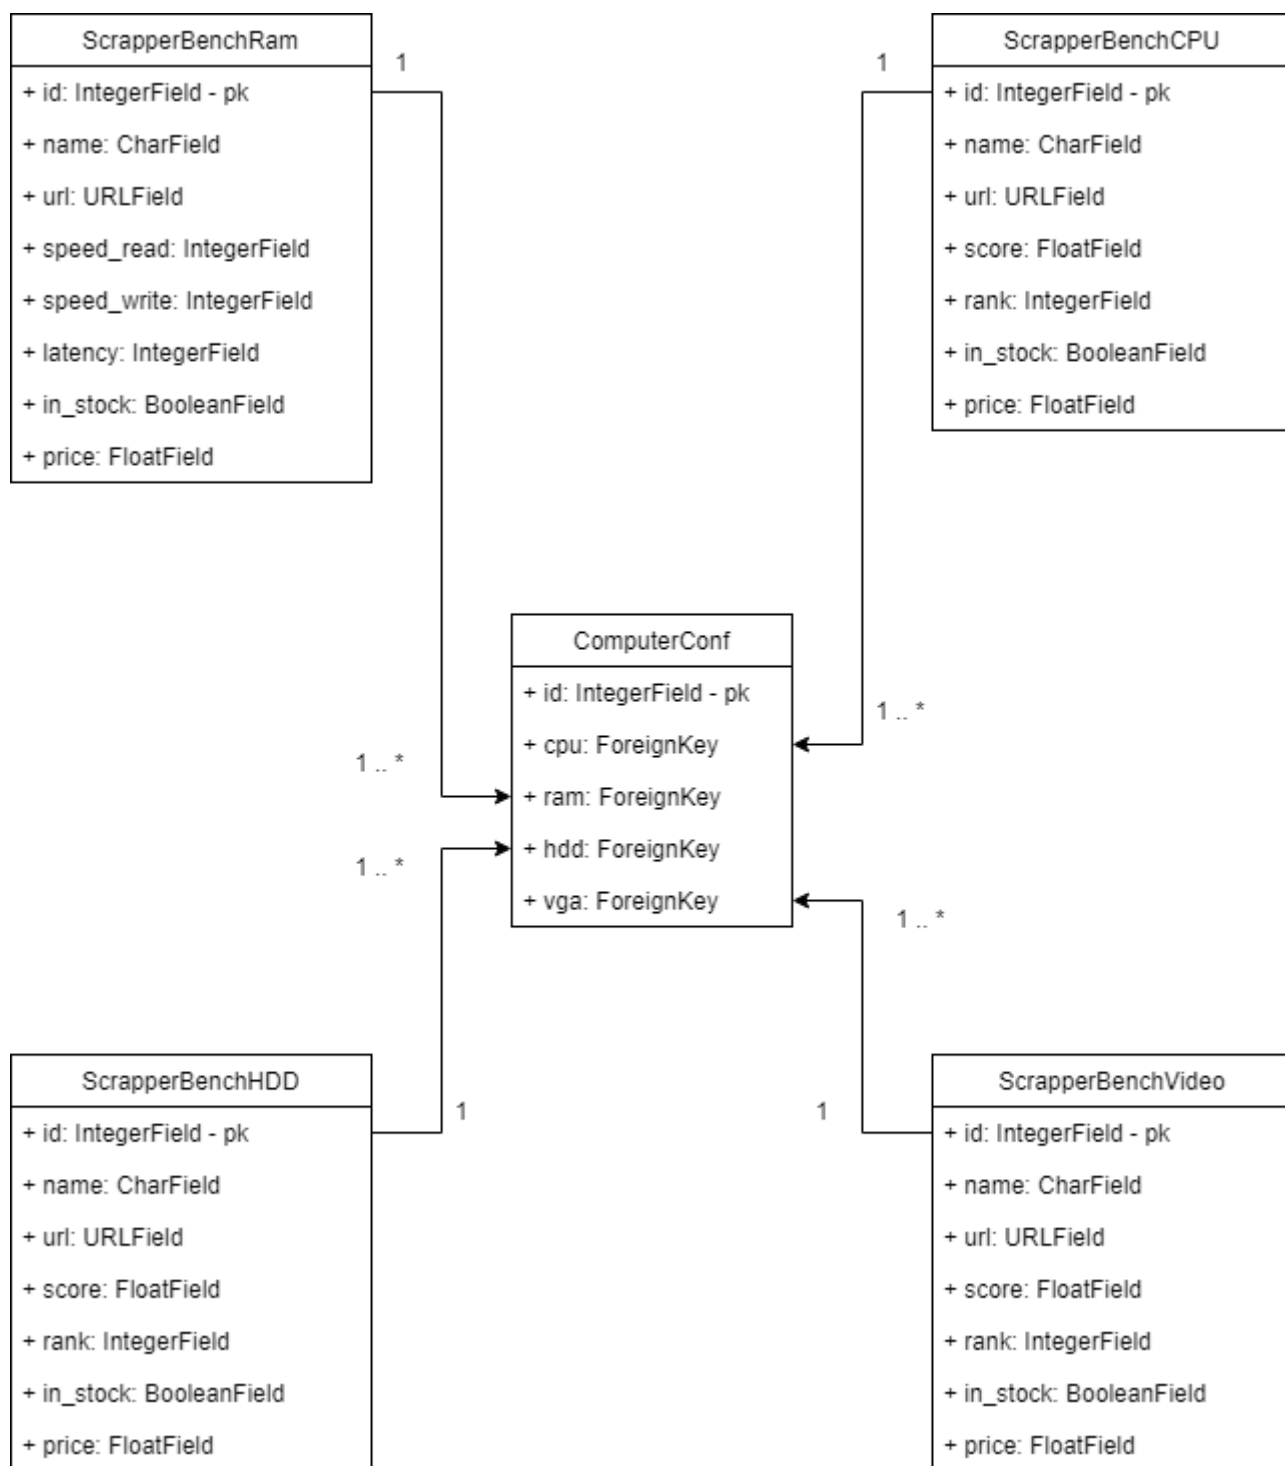 ScrapperBenchRam
+ id: IntegerField - pk
+ name: CharField
+ url: URLField
+ speed_read: IntegerField
+ speed_write: IntegerField
+ latency: IntegerField
+ in_stock: BooleanField
+ price: FloatField
1
ScrapperBenchCPU
+ id: IntegerField - pk
+ name: CharField
+ url: URLField
+ score: FloatField
+ rank: IntegerField
+ in_stock: BooleanField
+ price: FloatField
1
ComputerConf
+ id: IntegerField - pk
+ cpu: ForeignKey
+ ram: ForeignKey
+ hdd: ForeignKey
+ vga: ForeignKey
1 .. *
1 .. *
1 .. *
1 .. *
ScrapperBenchHDD
+ id: IntegerField - pk
+ name: CharField
+ url: URLField
+ score: FloatField
+ rank: IntegerField
+ in_stock: BooleanField
+ price: FloatField
1
ScrapperBenchVideo
+ id: IntegerField - pk
+ name: CharField
+ url: URLField
+ score: FloatField
+ rank: IntegerField
+ in_stock: BooleanField
+ price: FloatField
1